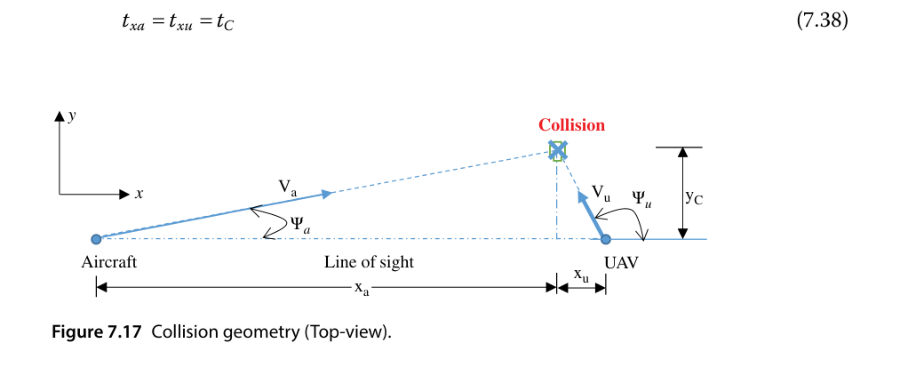 t_xa = t_xu = t_C (7.38)
y
Collision
x
V_a
V_u Ψ_u y_C
Ψ_a
Aircraft Line of sight UAV
x_u
x_a
Figure 7.17 Collision geometry (Top-view).